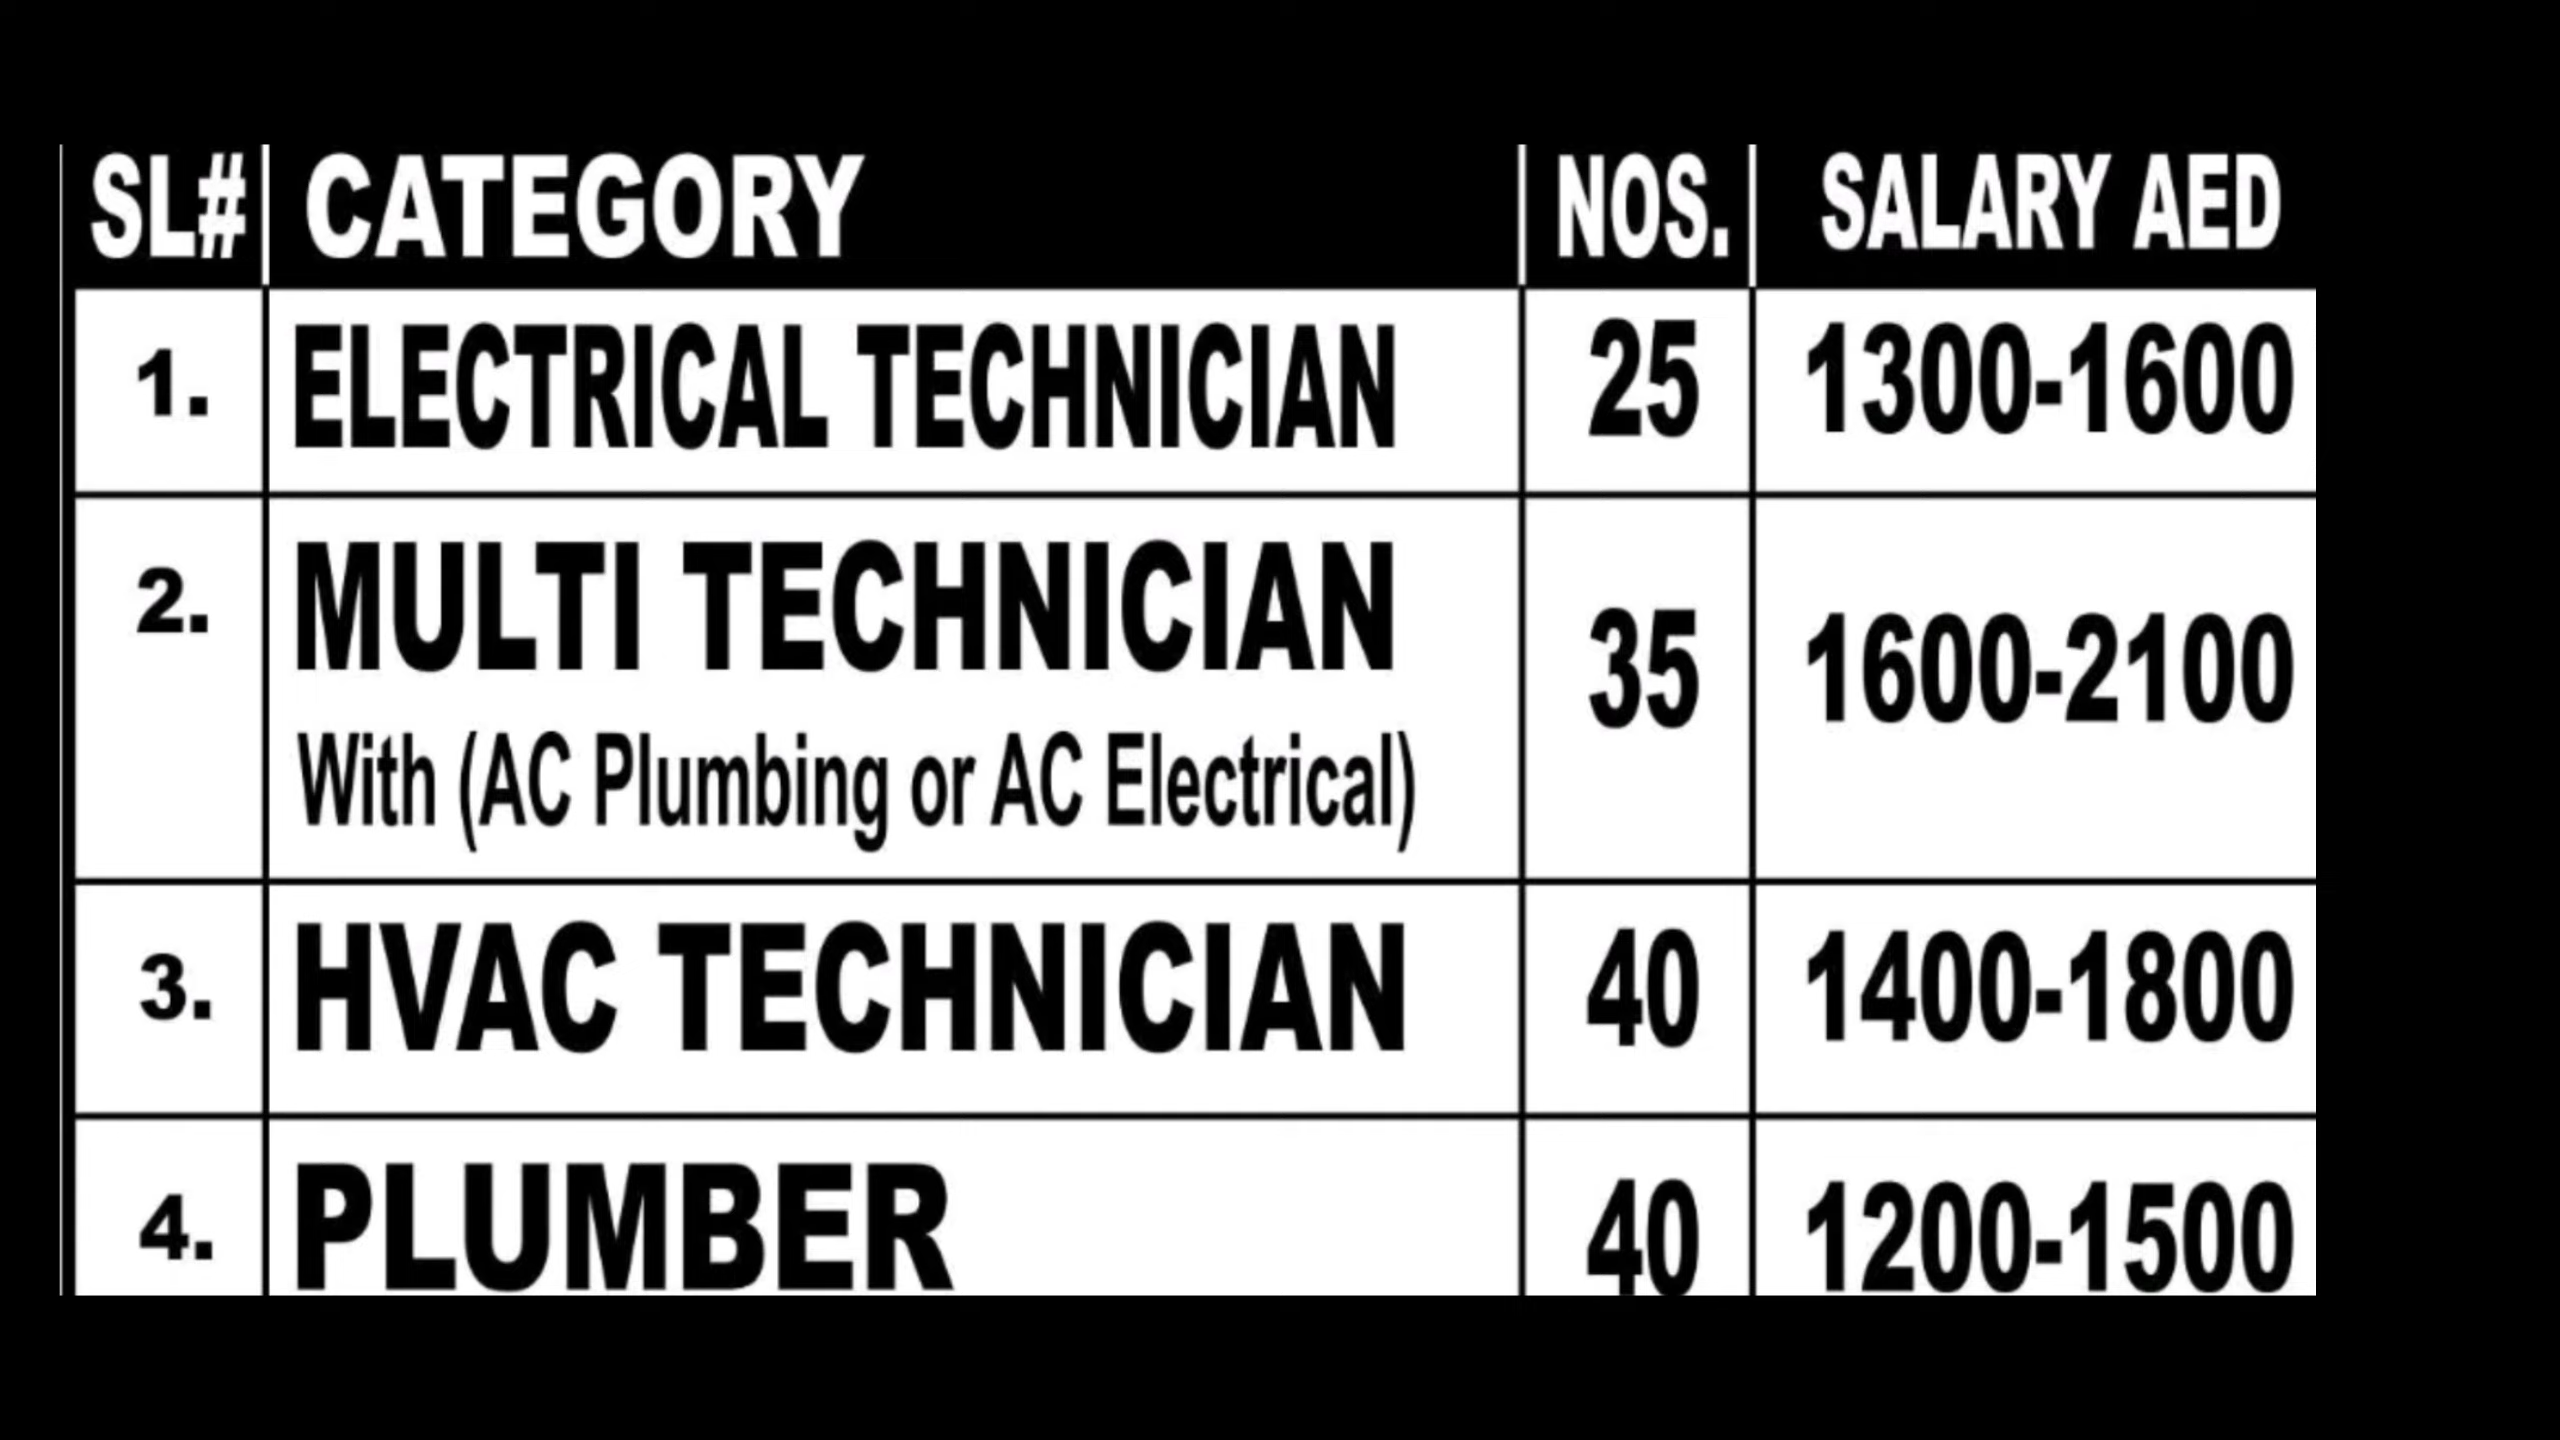 SL# CATEGORY NOS. SALARY AED
1. ELECTRICAL TECHNICIAN 25 1300-1600
2. MULTI TECHNICIAN 35 1600-2100
With (AC Plumbing or AC Electrical)
3. HVAC TECHNICIAN 40 1400-1800
4. PLUMBER 40 1200-1500